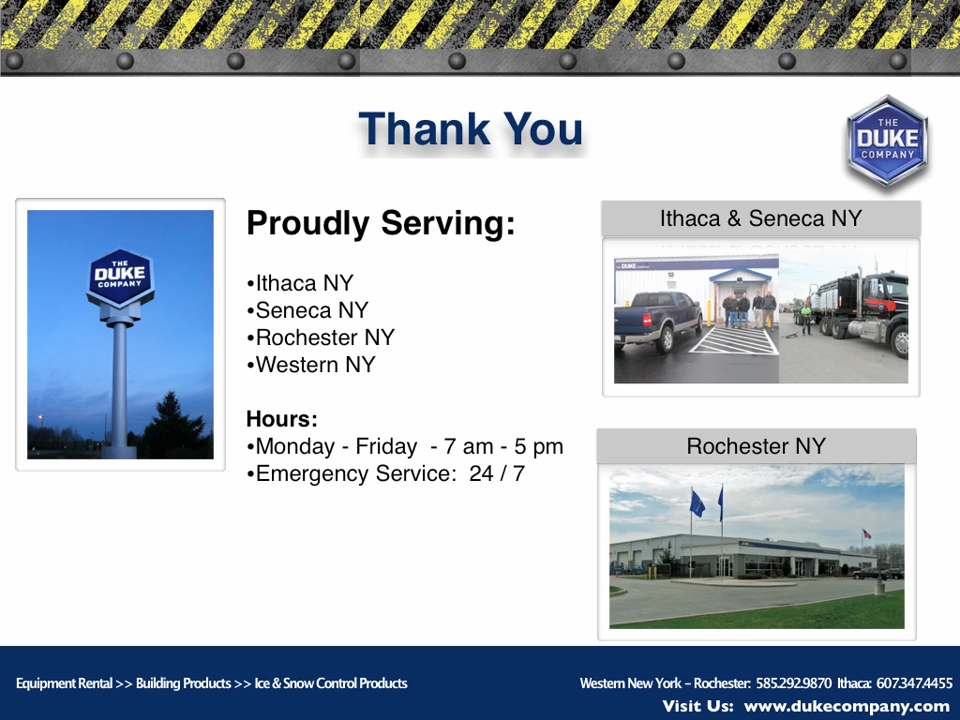 Thank You
THE
DUKE
COMPANY
THE
DUKE
COMPANY
Proudly Serving:
•Ithaca NY
•Seneca NY
•Rochester NY
•Western NY
Hours:
•Monday - Friday - 7 am - 5 pm
•Emergency Service: 24 / 7
Ithaca & Seneca NY
DUKE
Rochester NY
Equipment Rental >> Building Products >> Ice & Snow Control Products
Western New York – Rochester: 585.292.9870 Ithaca: 607.347.4455
Visit Us: www.dukecompany.com